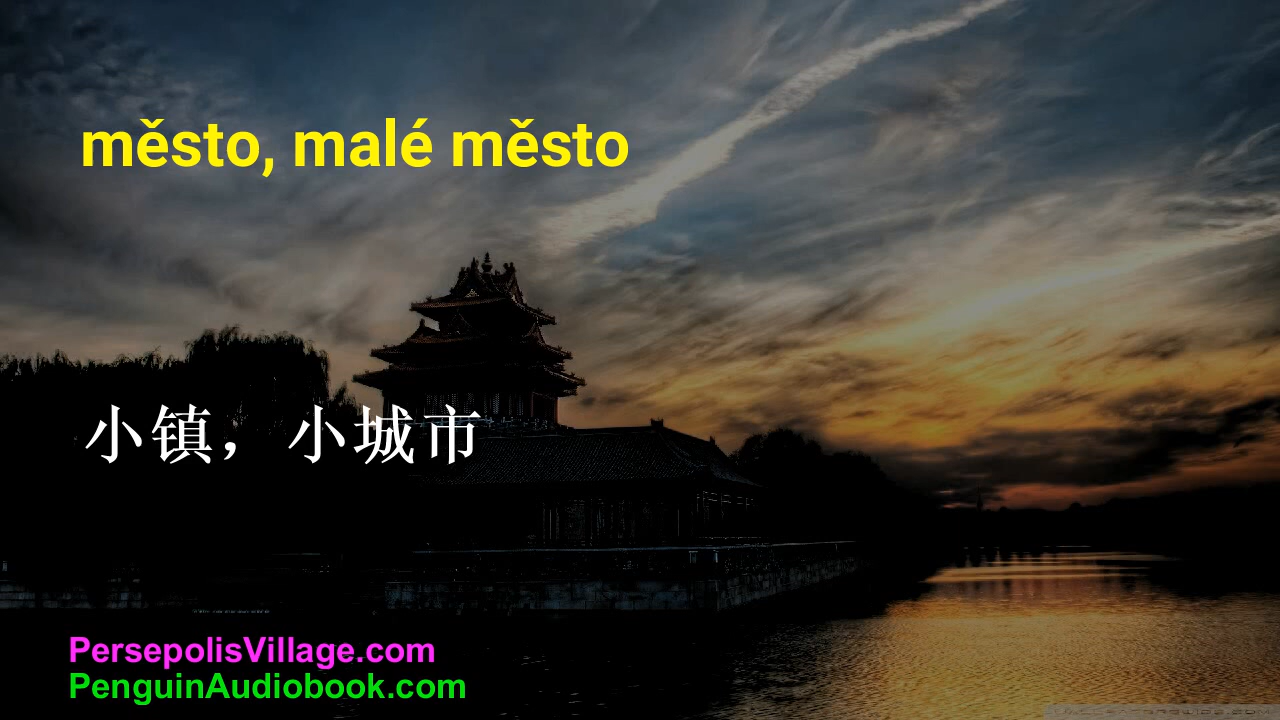 město, malé město
小镇，小城市
PersepolisVillage.com
PenguinAudiobook.com